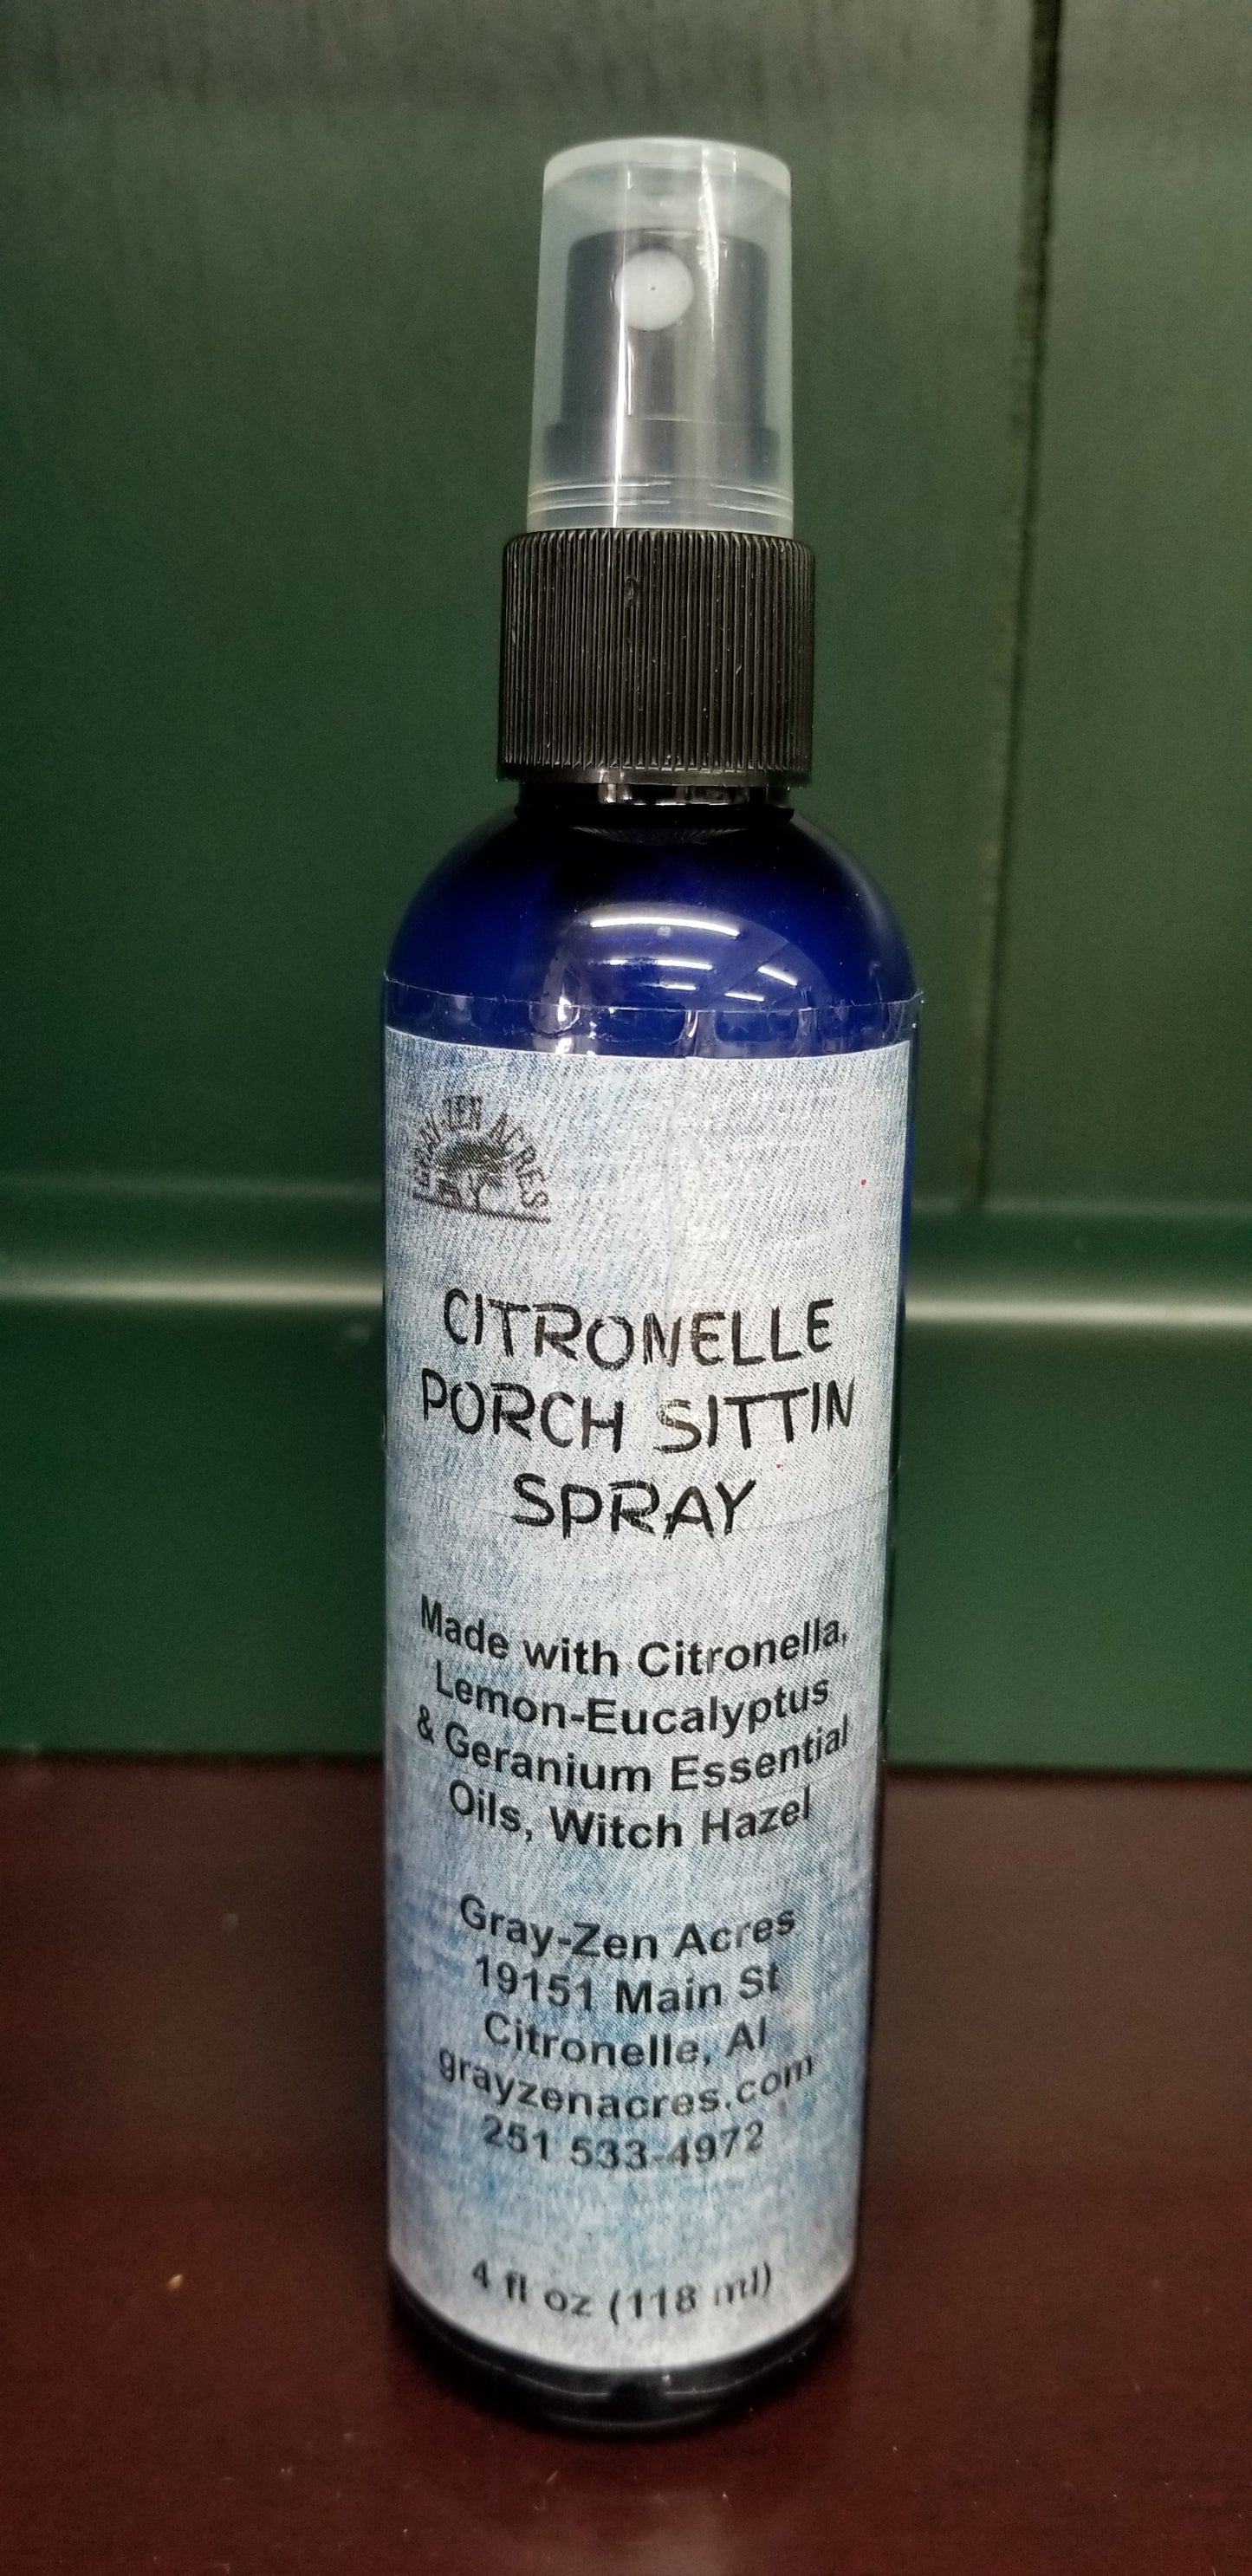 GRAY-ZEN ACRES
CITRONELLE
PORCH SITTIN
SPRAY
Made with Citronella,
Lemon-Eucalyptus
& Geranium Essential
Oils, Witch Hazel
Gray-Zen Acres
19151 Main St
Citronelle, Al
grayzenacres.com
251 533-4972
4 fl oz (118 ml)